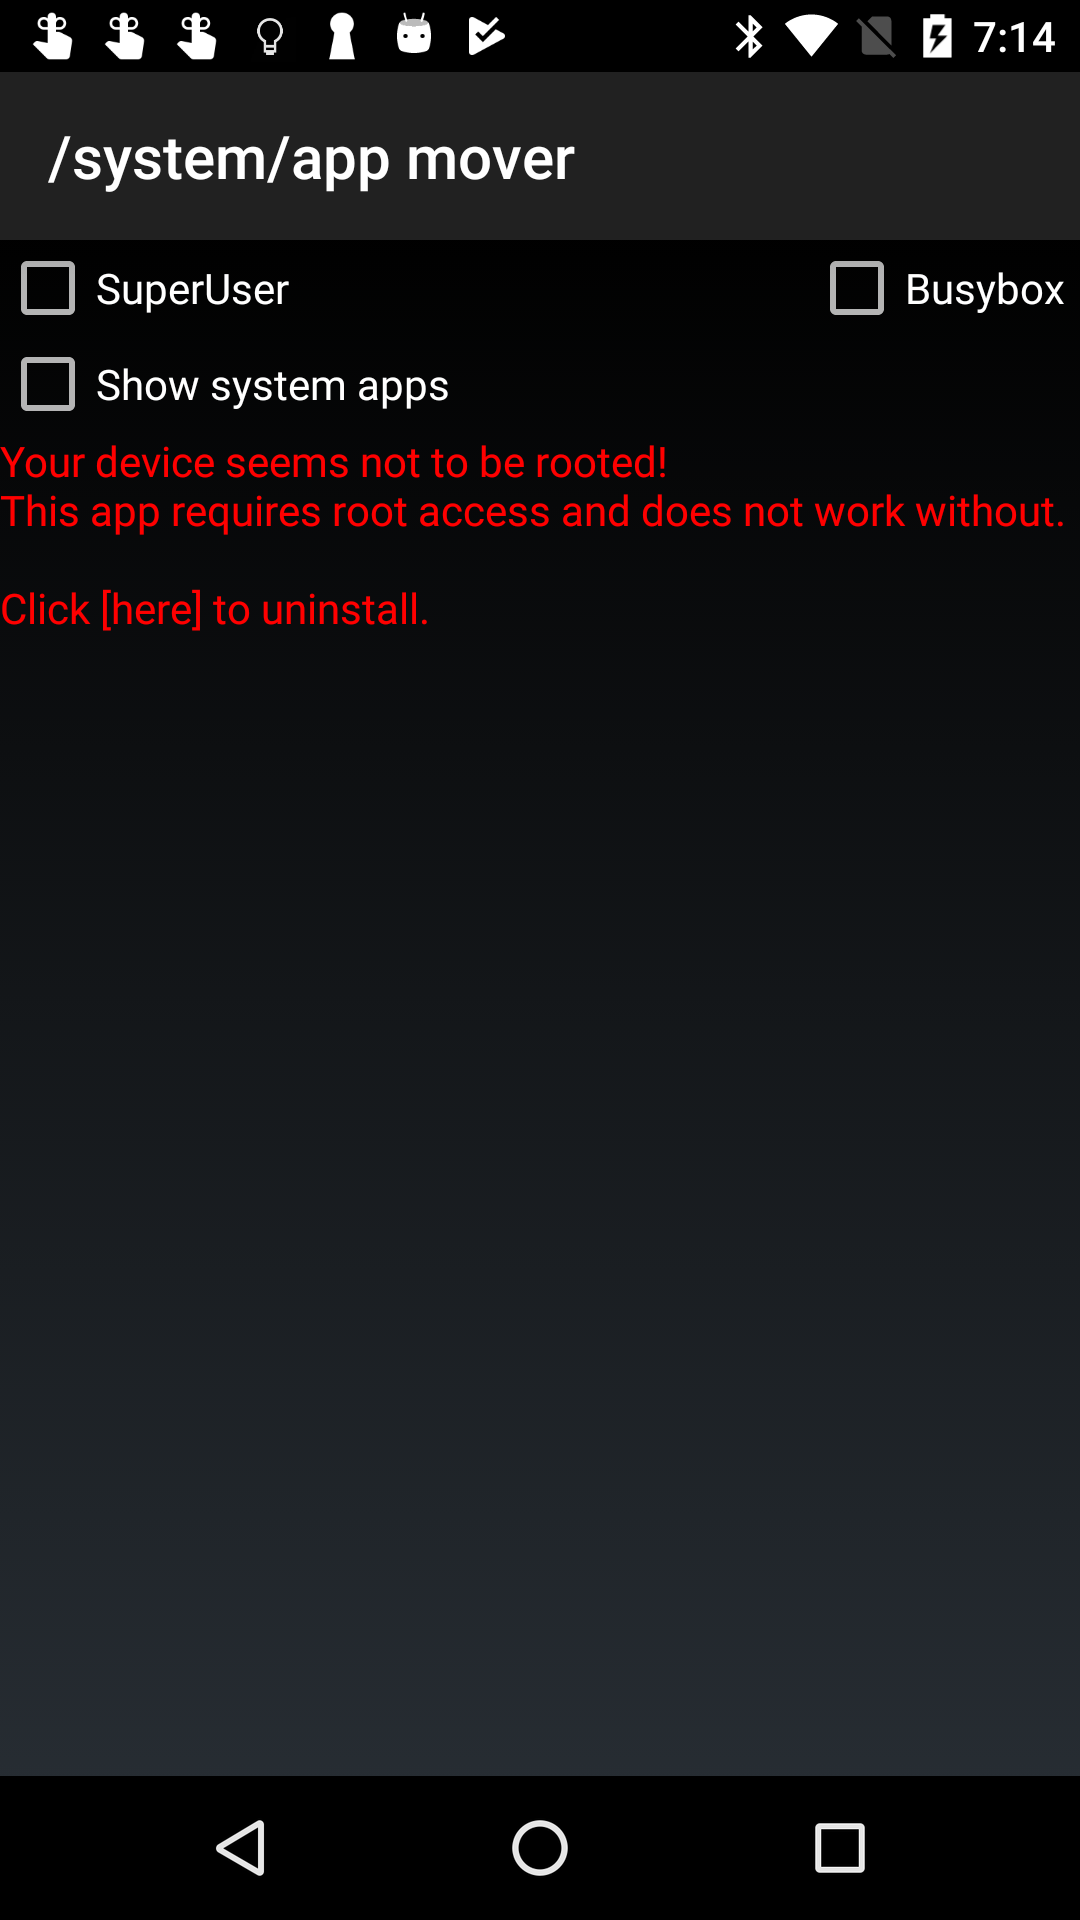 7:14
/system/app mover
SuperUser
Busybox
Show system apps
Your device seems not to be rooted!
This app requires root access and does not work without.
Click [here] to uninstall.